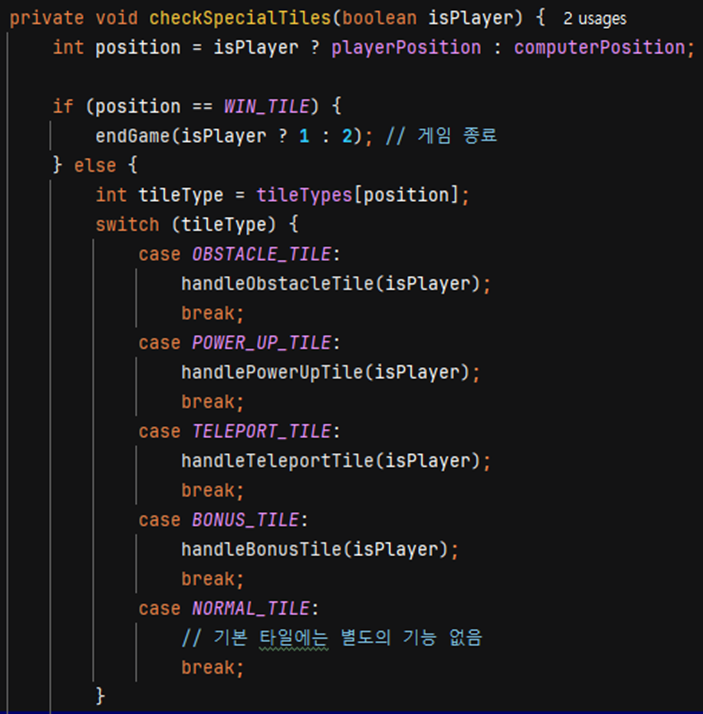 private void checkSpecialTiles(boolean isPlayer) { 2 usages
int position = isPlayer ? playerPosition : computerPosition;
if (position == WIN_TILE) {
endGame(isPlayer ? 1 : 2); // 게임 종료
} else {
int tileType = tileTypes[position];
switch (tileType) {
case OBSTACLE_TILE:
handleObstacleTile(isPlayer);
break;
case POWER_UP_TILE:
handlePowerUpTile(isPlayer);
break;
case TELEPORT_TILE:
handleTeleportTile(isPlayer);
break;
case BONUS_TILE:
handleBonusTile(isPlayer);
break;
case NORMAL_TILE:
// 기본 타일에는 별도의 기능 없음
break;
}